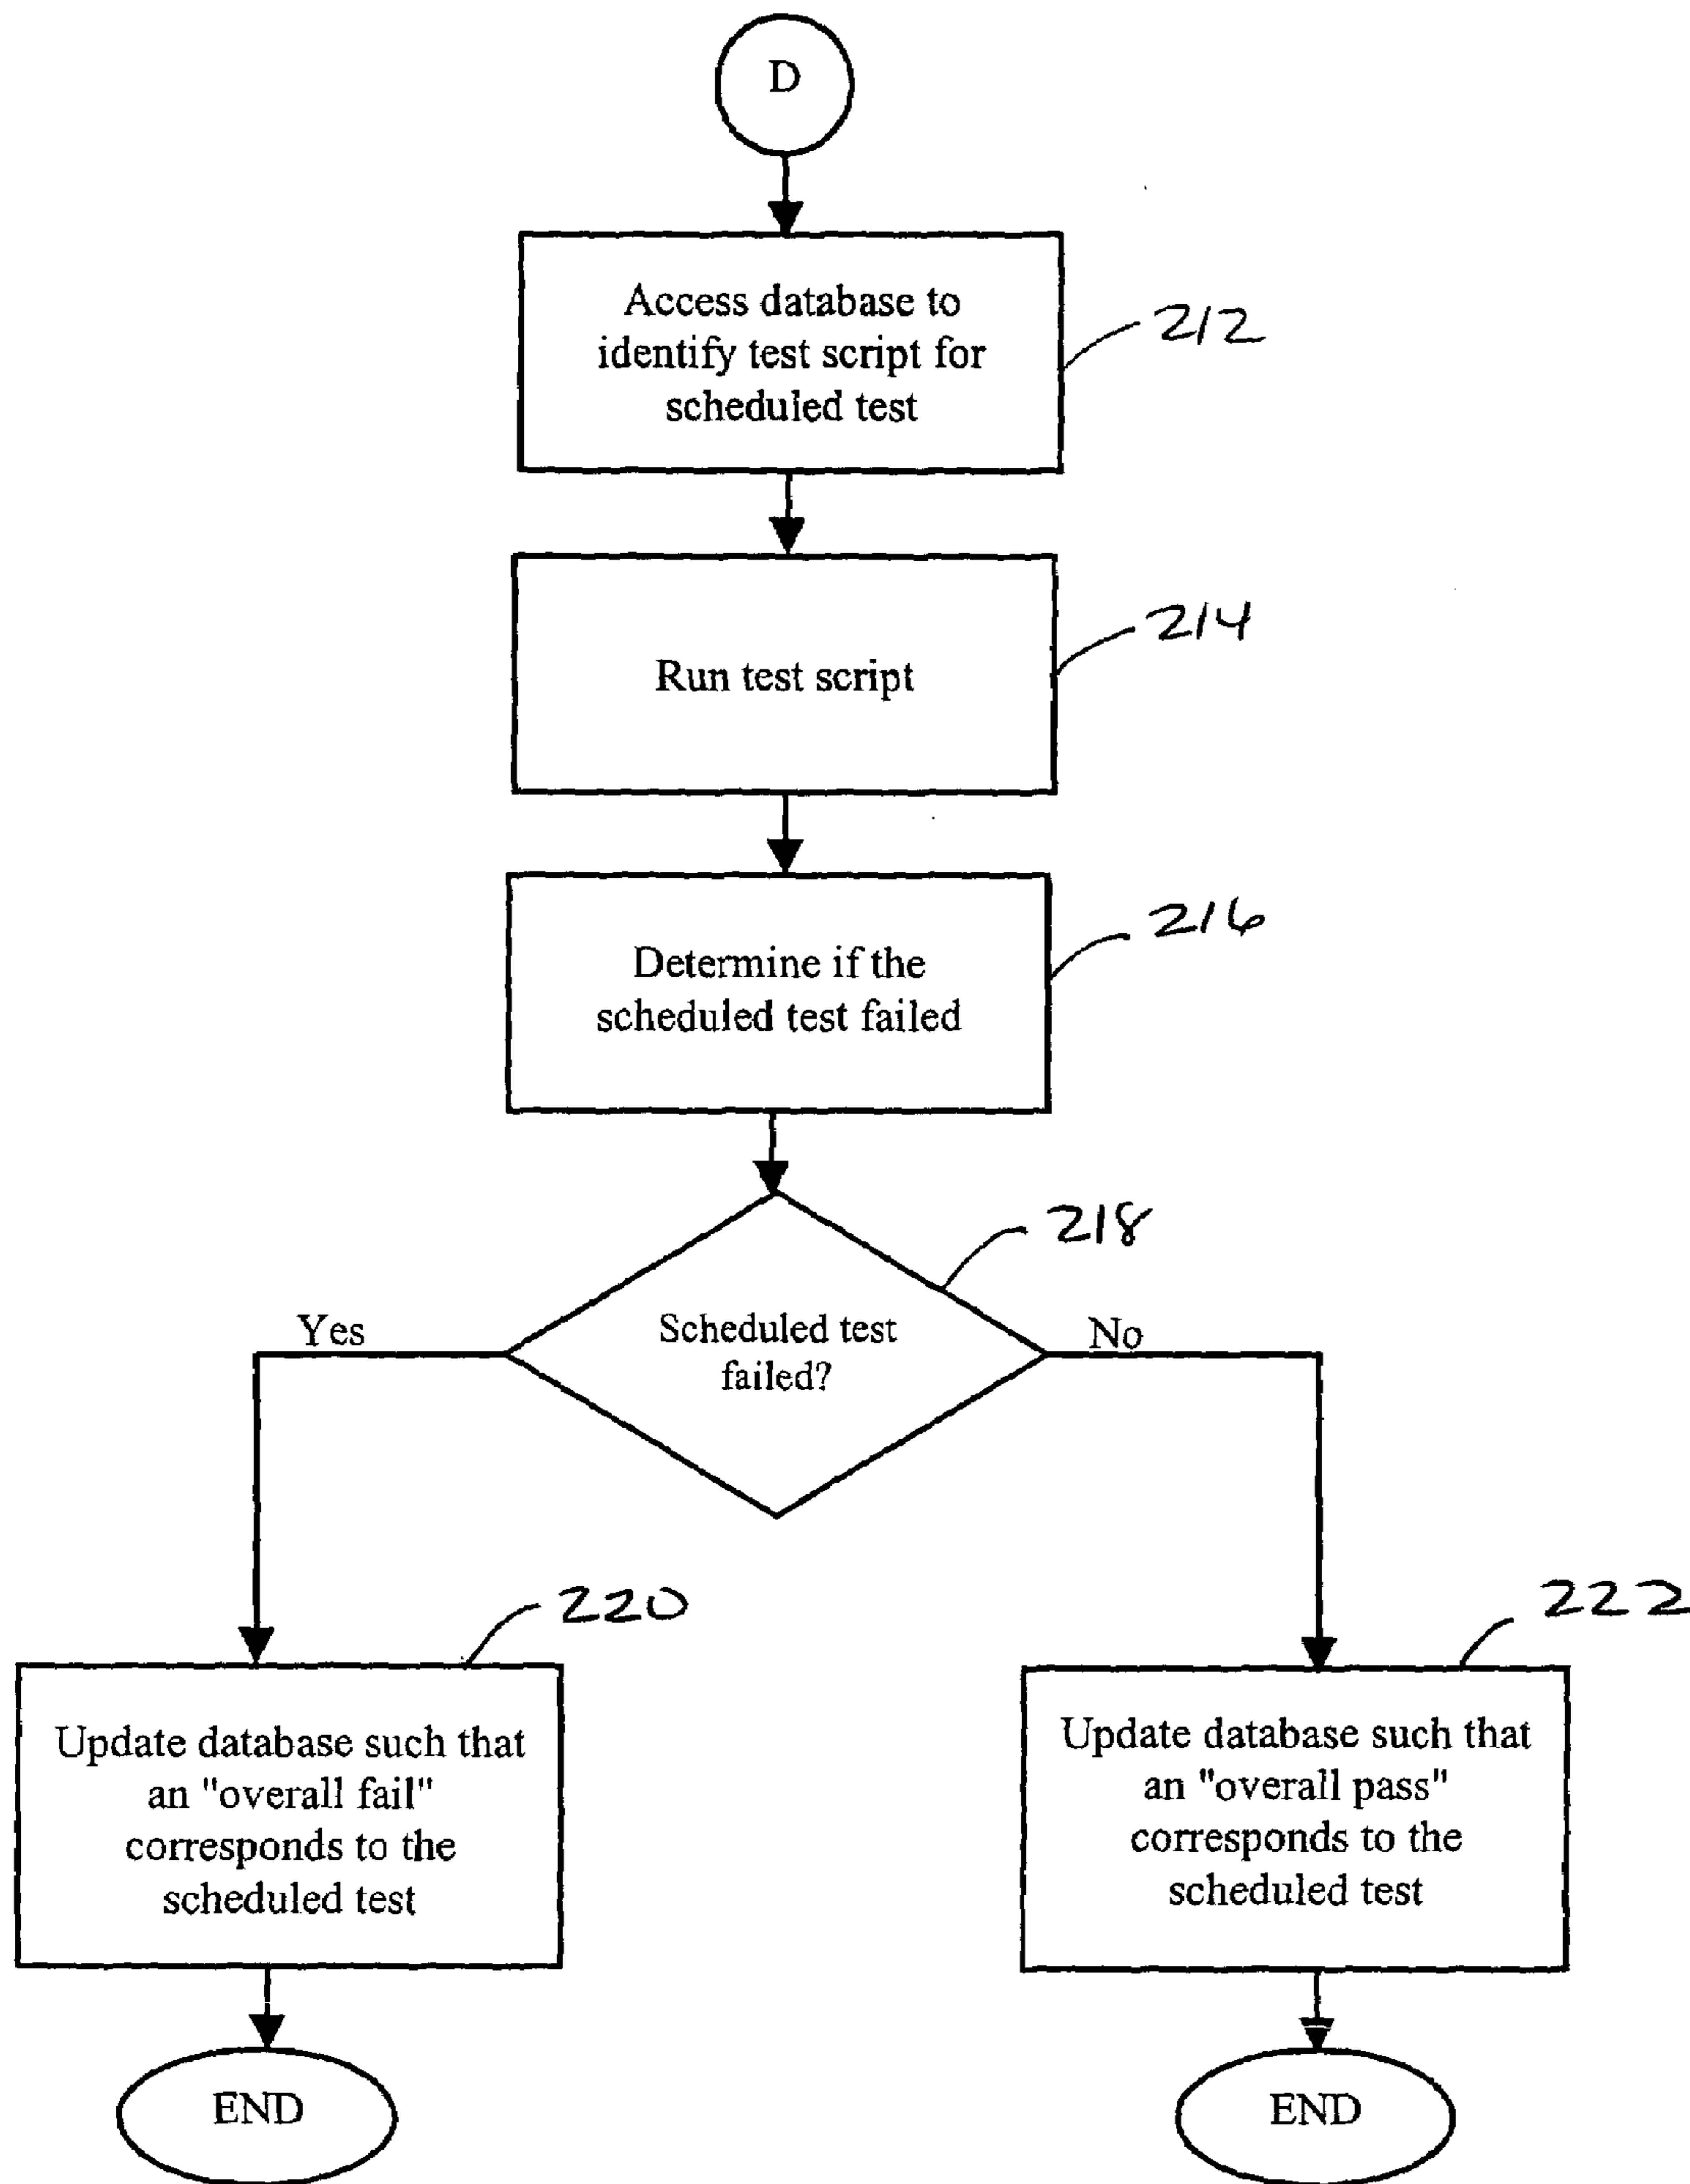 D
Access database to
identify test script for
scheduled test
212
Run test script
214
Determine if the
scheduled test failed
216
Scheduled test
failed?
218
Yes
No
Update database such that
an "overall fail"
corresponds to the
scheduled test
220
Update database such that
an "overall pass"
corresponds to the
scheduled test
222
END
END